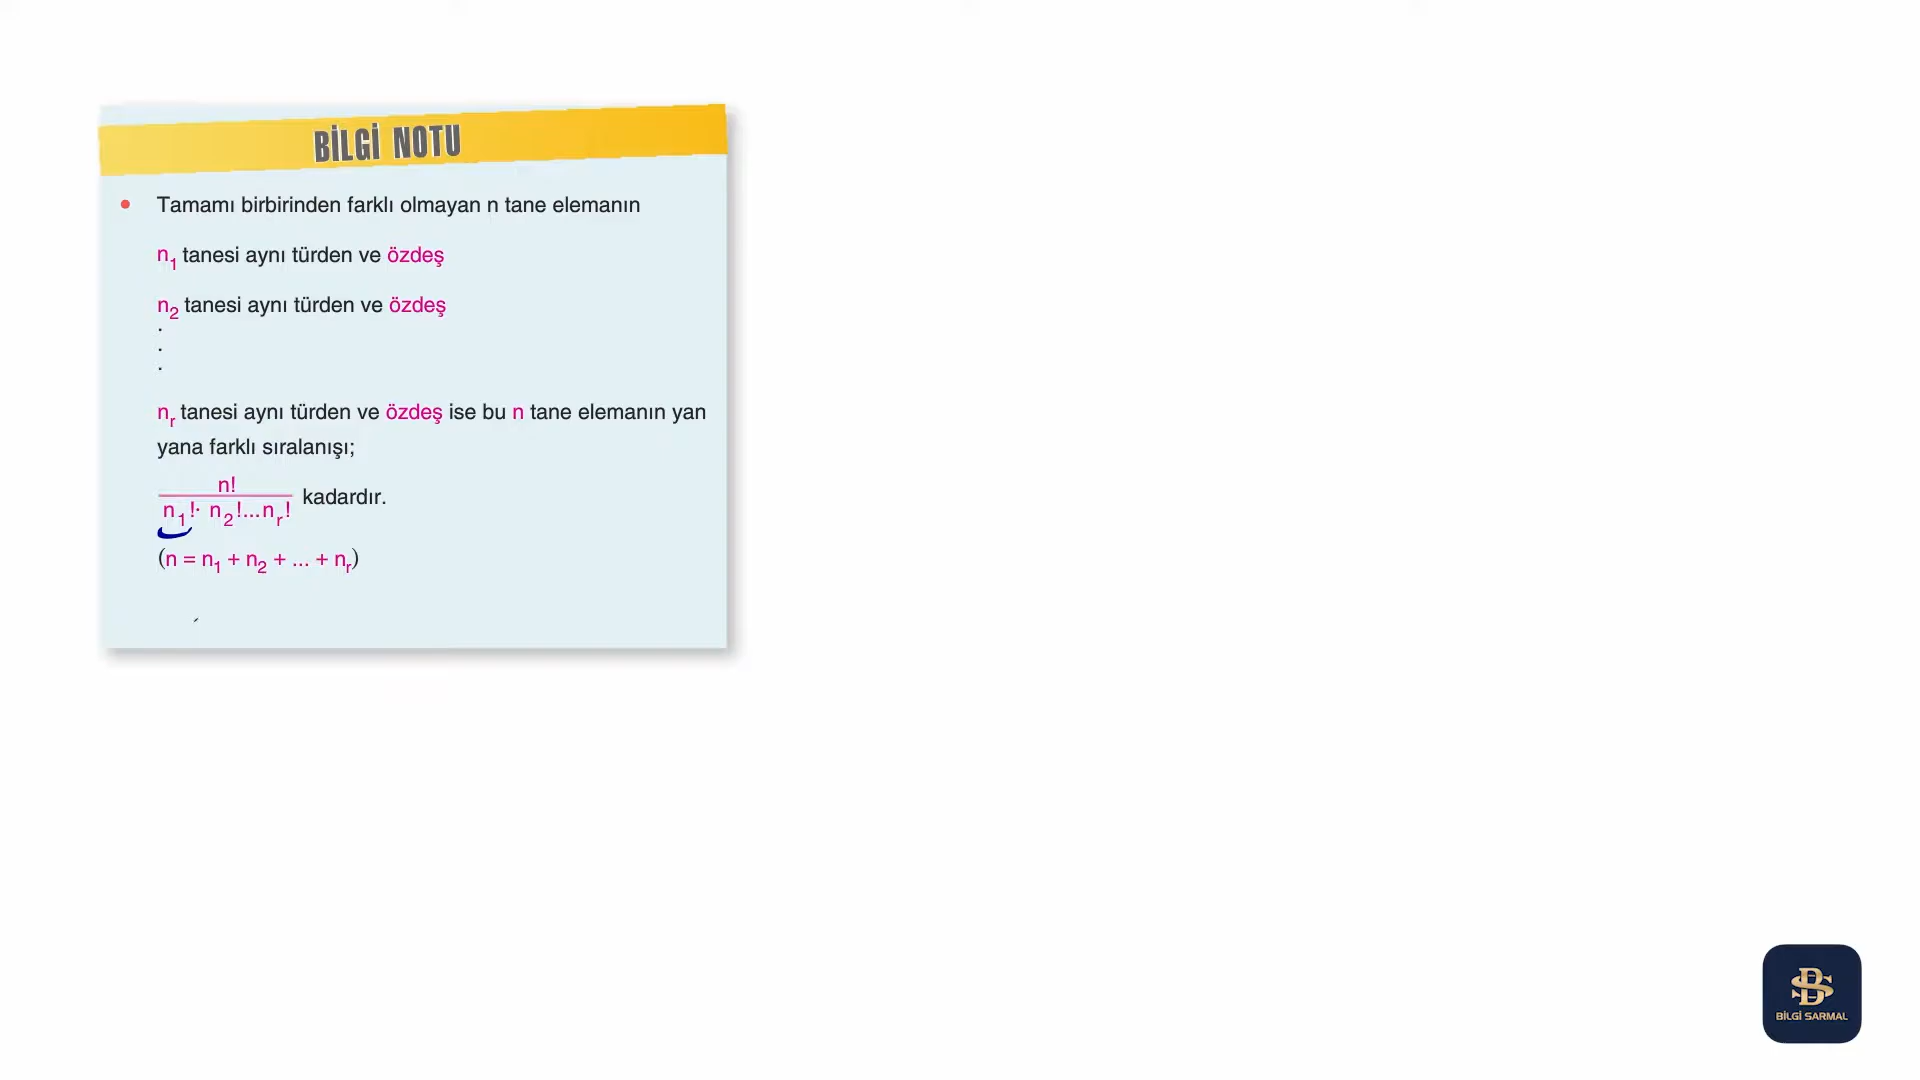 BİLGİ NOTU
• Tamamı birbirinden farklı olmayan n tane elemanın
n₁ tanesi aynı türden ve özdeş
n₂ tanesi aynı türden ve özdeş
.
.
.
nᵣ tanesi aynı türden ve özdeş ise bu n tane elemanın yan
yana farklı sıralanışı;
n!
n₁!· n₂!...nᵣ! kadardır.
(n = n₁ + n₂ + ... + nᵣ)
BS
BİLGİ SARMAL